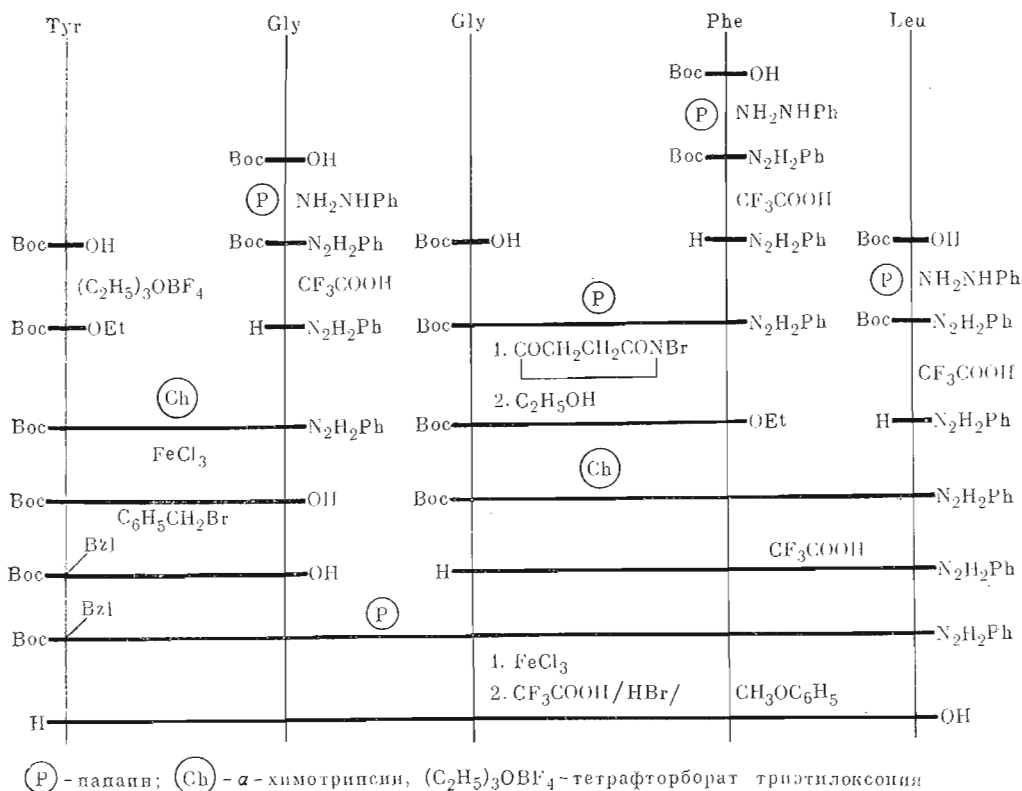 Tyr Gly Gly Phe Leu
Boc OH
Ⓟ NH₂NHPh
Boc OH Boc N₂H₂Ph
Ⓟ NH₂NHPh CF₃COOH
Boc OH Boc N₂H₂Ph Boc OH H N₂H₂Ph Boc OH
(C₂H₅)₃OBF₄ CF₃COOH Ⓟ NH₂NHPh
Ⓟ
Boc OEt H N₂H₂Ph Boc N₂H₂Ph Boc N₂H₂Ph
1. COCH₂CH₂CONBr
CF₃COOH
Ch 2. C₂H₅OH
Boc N₂H₂Ph Boc OEt H N₂H₂Ph
FeCl₃ Ch
Boc OH Boc N₂H₂Ph
C₆H₅CH₂Br
Bzl CF₃COOH
Boc OH H N₂H₂Ph
Bzl Ⓟ
Boc N₂H₂Ph
1. FeCl₃
2. CF₃COOH/HBr/ CH₃OC₆H₅
H OH
Ⓟ - папаин; Ch - α - химотрипсин, (C₂H₅)₃OBF₄ - тетрафторборат триэтилоксония